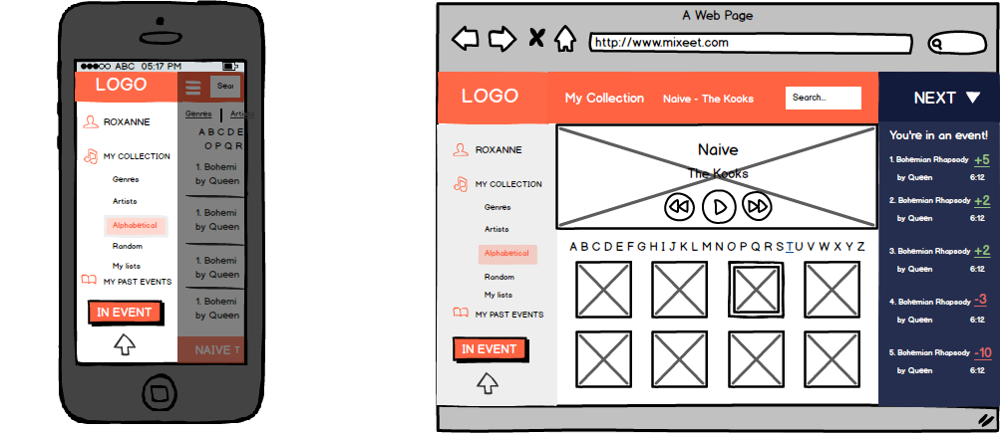 ABC 05:17 PM
LOGO
Sea
ROXANNE
MY COLLECTION
Genres
Artists
Alphabetical
Random
My lists
MY PAST EVENTS
IN EVENT
Genres Artis
A B C D E
O P Q R
1. Bohemi
by Queen
1. Bohemi
by Queen
1. Bohemi
by Queen
1. Bohemi
by Queen
NAIVE T
A Web Page
http://www.mixeet.com
LOGO
My Collection
Naive - The Kooks
Search...
NEXT
ROXANNE
MY COLLECTION
Genres
Artists
Alphabetical
Random
My lists
MY PAST EVENTS
IN EVENT
Naive
The Kooks
A B C D E F G H I J K L M N O P Q R S T U V W X Y Z
You're in an event!
1. Bohemian Rhapsody +5
by Queen 6:12
2. Bohemian Rhapsody +2
by Queen 6:12
3. Bohemian Rhapsody +2
by Queen 6:12
4. Bohemian Rhapsody -3
by Queen 6:12
5. Bohemian Rhapsody -10
by Queen 6:12